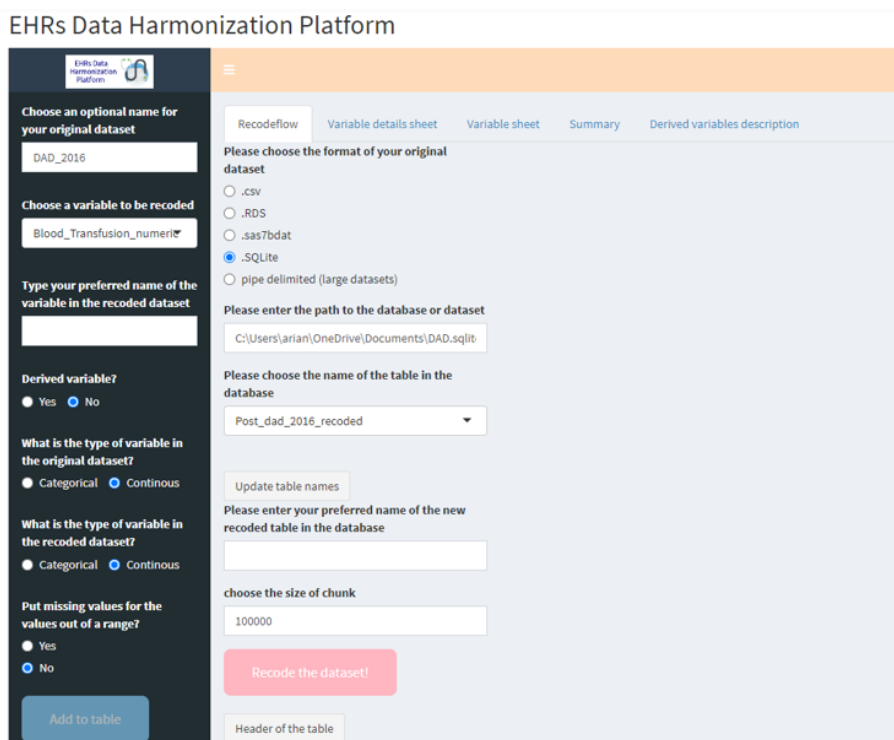 EHRs Data Harmonization Platform
EHRs Data
Harmonization
Platform
Choose an optional name for
your original dataset
DAD_2016
Choose a variable to be recoded
Blood_Transfusion_numeric
Type your preferred name of the
variable in the recoded dataset
Derived variable?
Yes No
What is the type of variable in
the original dataset?
Categorical Continous
What is the type of variable in
the recoded dataset?
Categorical Continous
Put missing values for the
values out of a range?
Yes
No
Add to table
Recodeflow Variable details sheet Variable sheet Summary Derived variables description
Please choose the format of your original
dataset
.csv
.RDS
.sas7bdat
.SQLite
pipe delimited (large datasets)
Please enter the path to the database or dataset
C:\Users\arian\OneDrive\Documents\DAD.sqlit
Please choose the name of the table in the
database
Post_dad_2016_recoded
Update table names
Please enter your preferred name of the new
recoded table in the database
choose the size of chunk
100000
Recode the dataset!
Header of the table